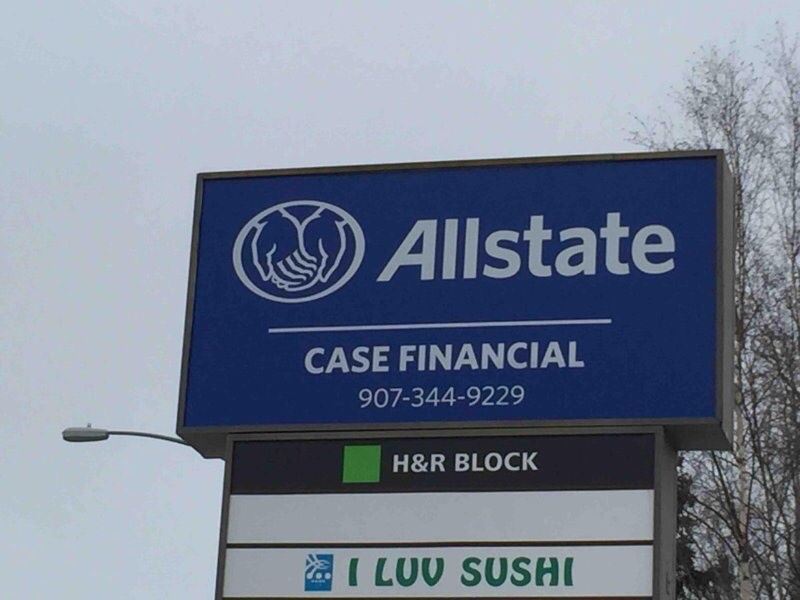 Allstate
CASE FINANCIAL
907-344-9229
H&R BLOCK
I LUV SUSHI